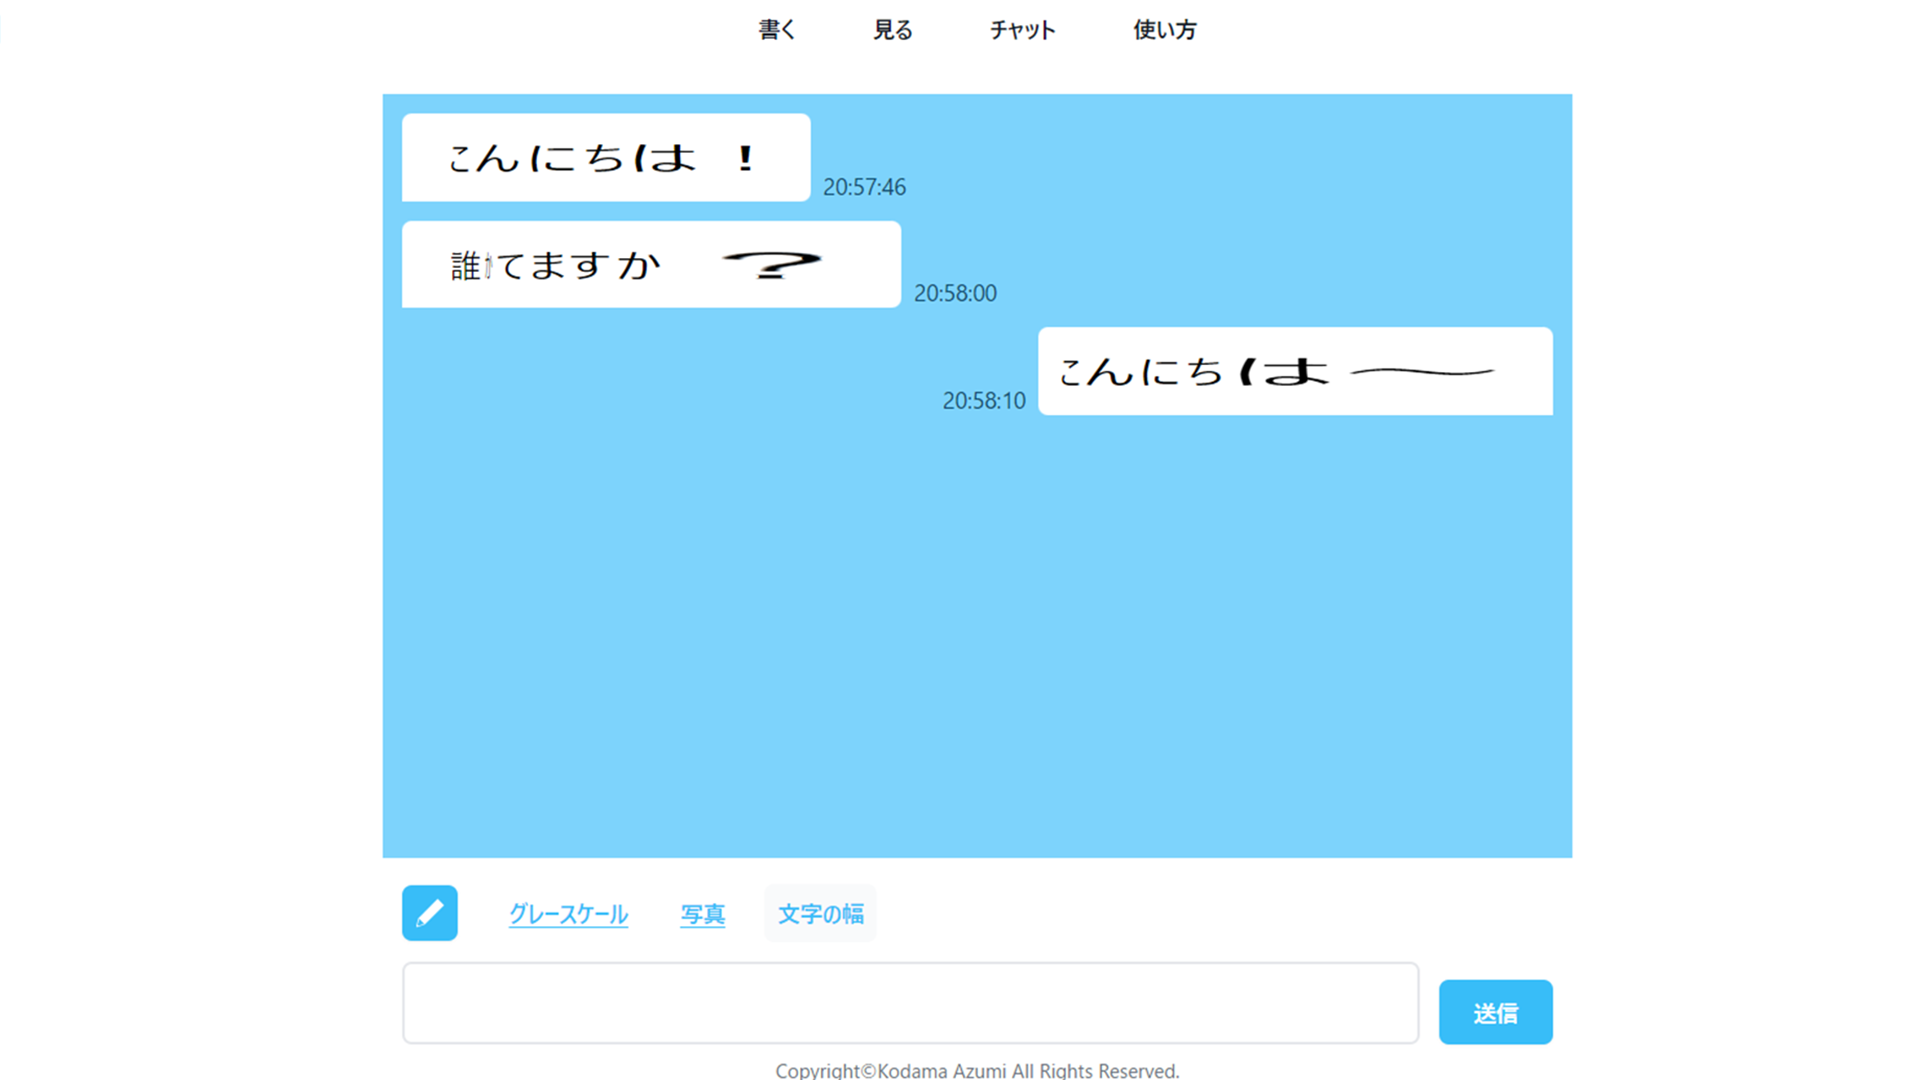 書く 見る チャット 使い方
こんにちは !
20:57:46
誰かてますか ?
20:58:00
こんにちは〜
20:58:10
グレースケール 写真 文字の幅
送信
Copyright©Kodama Azumi All Rights Reserved.